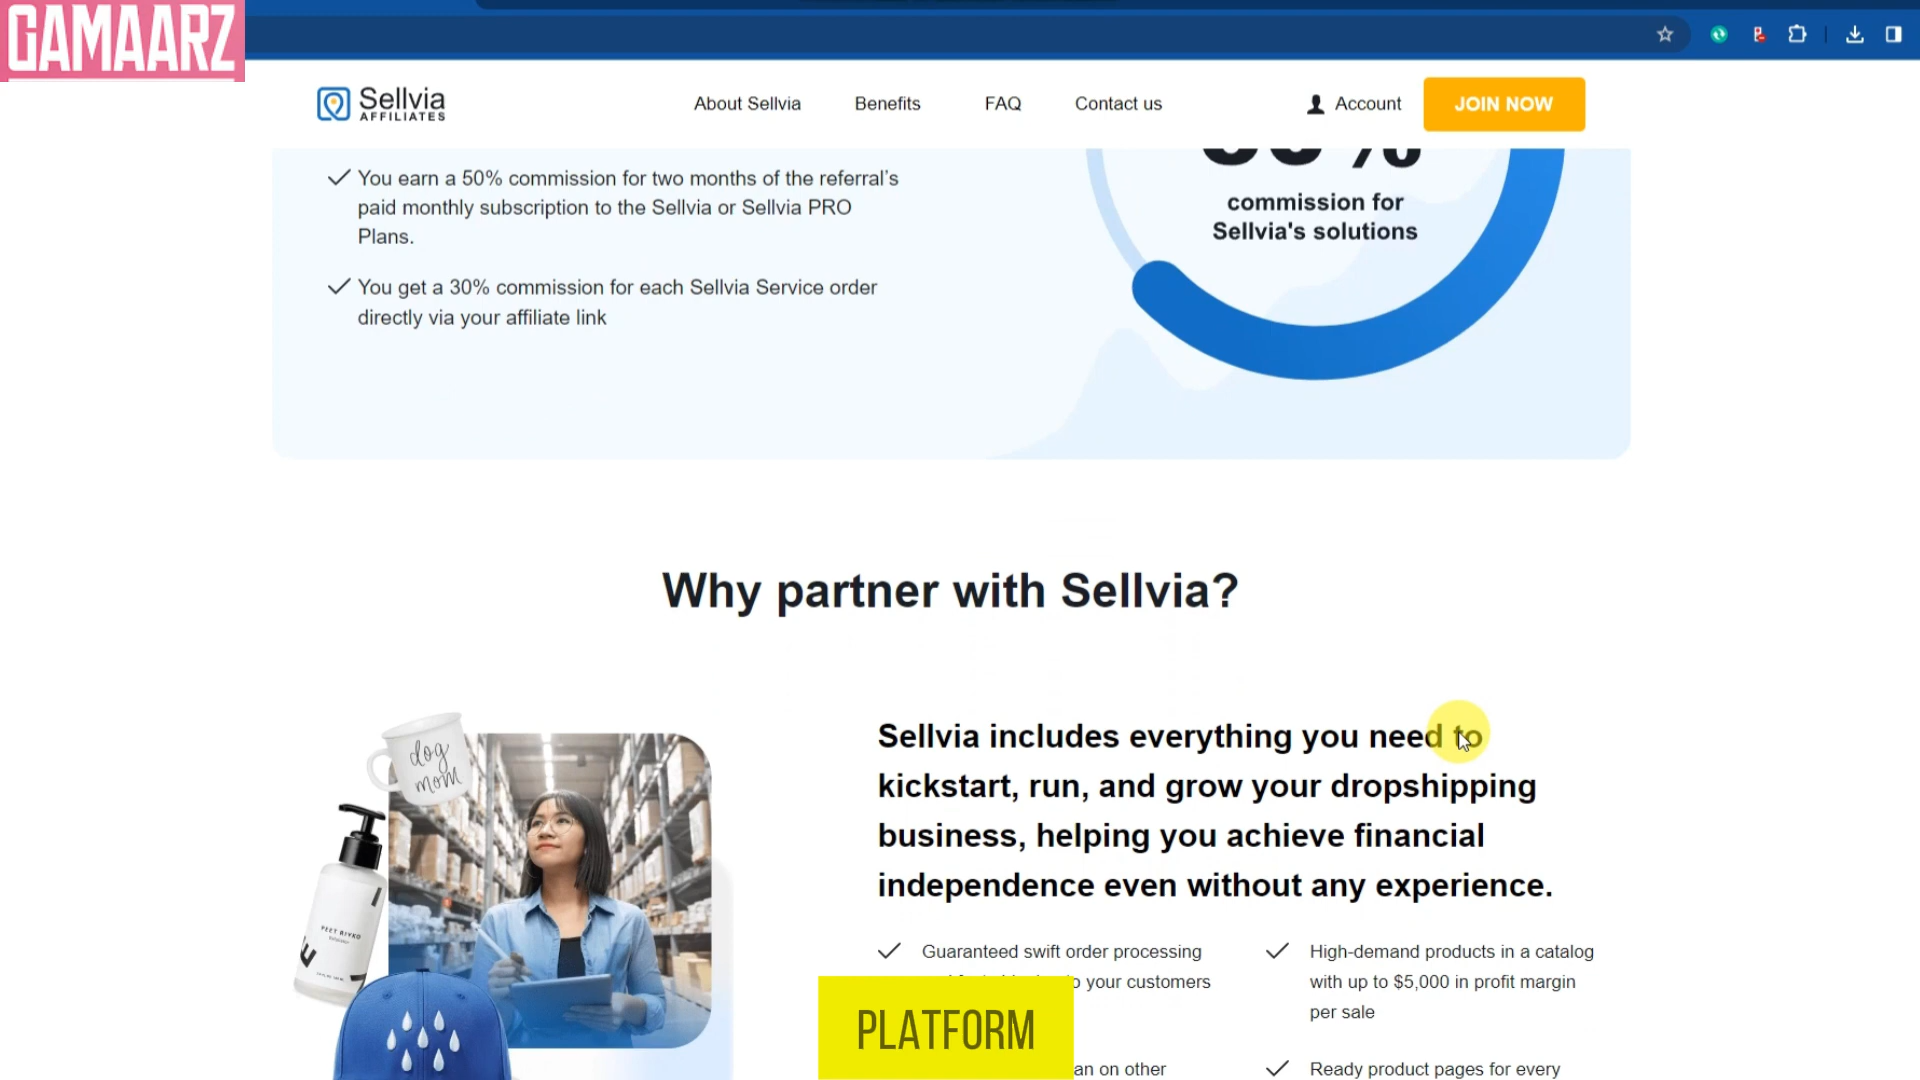 GAMAARZ
Sellvia
AFFILIATES
About Sellvia
Benefits
FAQ
Contact us
Account
JOIN NOW
You earn a 50% commission for two months of the referral's
paid monthly subscription to the Sellvia or Sellvia PRO
Plans.
You get a 30% commission for each Sellvia Service order
directly via your affiliate link
commission for
Sellvia's solutions
Why partner with Sellvia?
dog
mom
PEET RIVKO
Sellvia includes everything you need to
kickstart, run, and grow your dropshipping
business, helping you achieve financial
independence even without any experience.
Guaranteed swift order processing
your customers
High-demand products in a catalog
with up to $5,000 in profit margin
per sale
PLATFORM
on other
Ready product pages for every